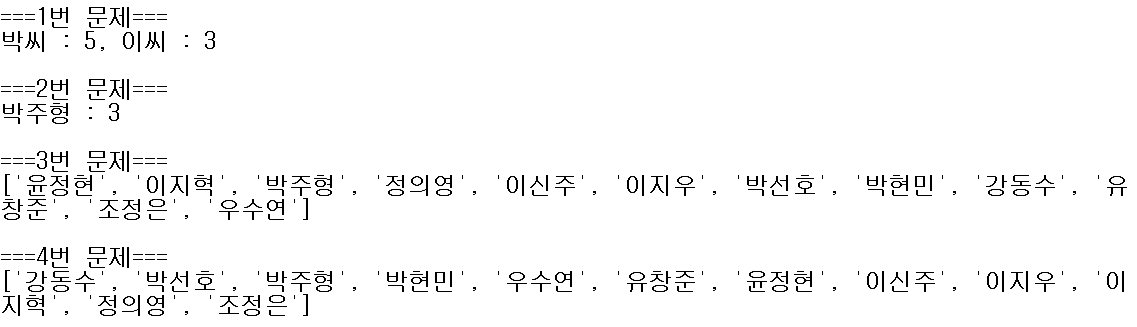 ===1번 문제===
박씨 : 5, 이씨 : 3
===2번 문제===
박주형 : 3
===3번 문제===
['윤정현', '이지혁', '박주형', '정의영', '이신주', '이지우', '박선호', '박현민', '강동수', '유
창준', '조정은', '우수연']
===4번 문제===
['강동수', '박선호', '박주형', '박현민', '우수연', '유창준', '윤정현', '이신주', '이지우', '이
지혁', '정의영', '조정은']